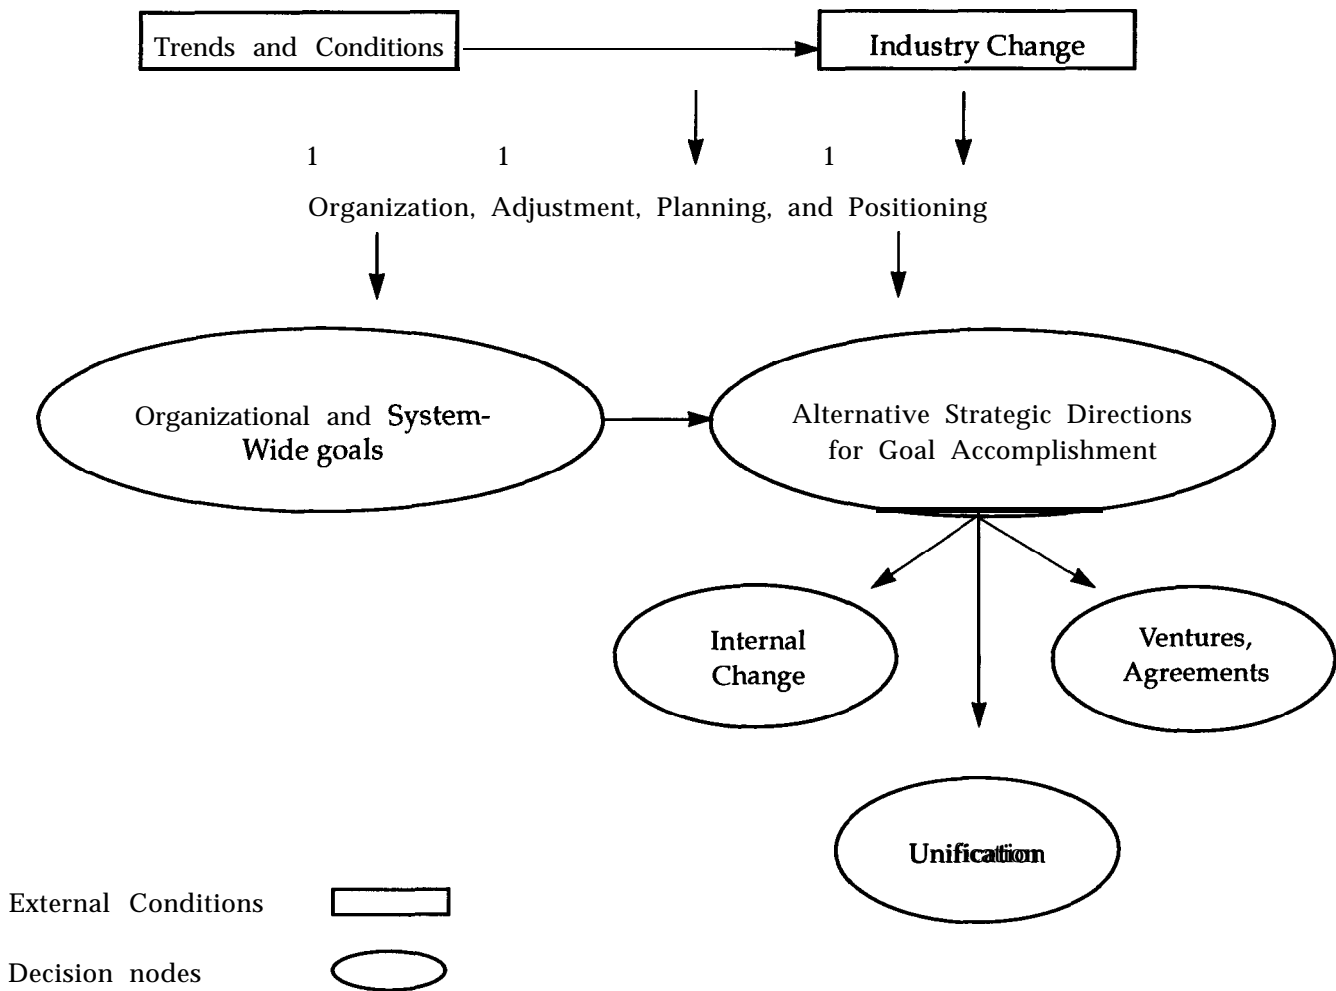 Trends and Conditions
Industry Change
1 1 1
Organization, Adjustment, Planning, and Positioning
Organizational and System-
Wide goals
Alternative Strategic Directions
for Goal Accomplishment
Internal
Change
Ventures,
Agreements
Unification
External Conditions
Decision nodes